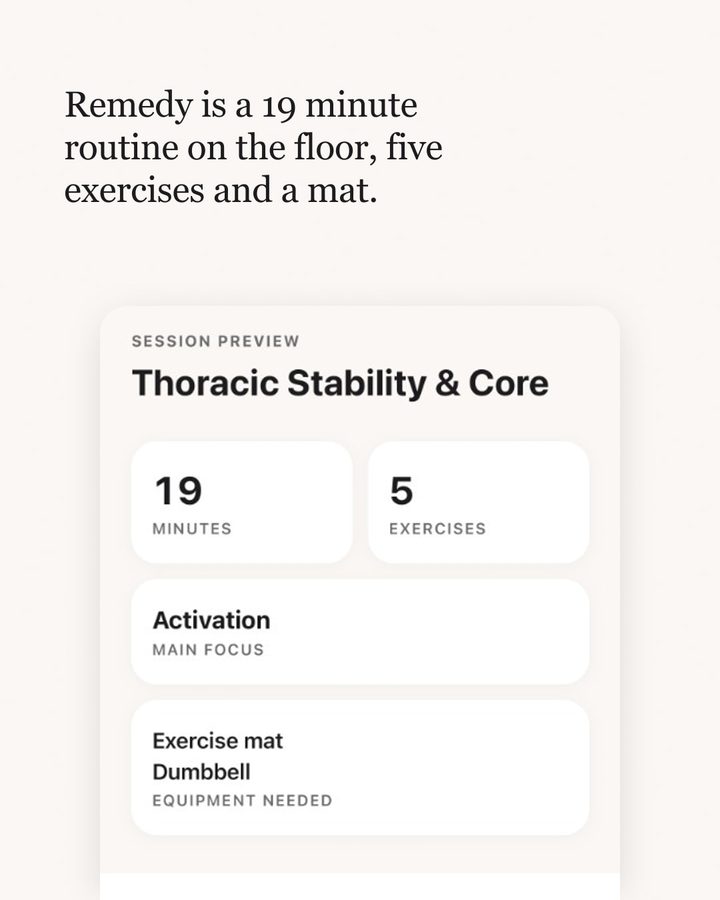 Remedy is a 19 minute
routine on the floor, five
exercises and a mat.
SESSION PREVIEW
Thoracic Stability & Core
19
MINUTES
5
EXERCISES
Activation
MAIN FOCUS
Exercise mat
Dumbbell
EQUIPMENT NEEDED